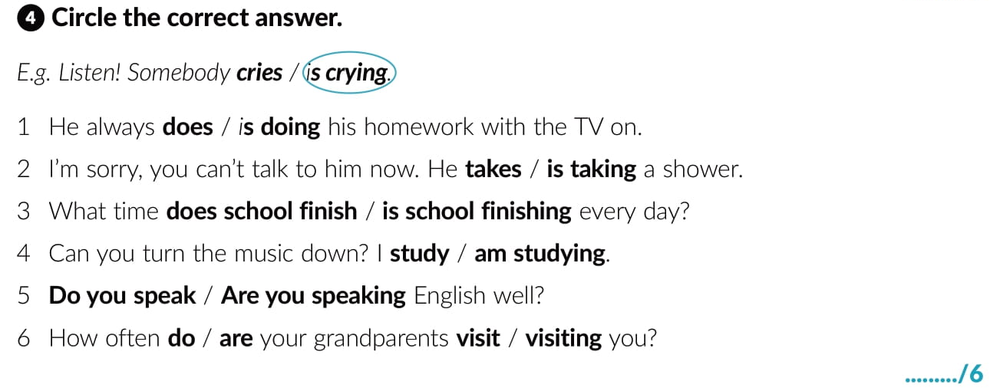 4 Circle the correct answer.
E.g. Listen! Somebody cries / is crying.
1 He always does / is doing his homework with the TV on.
2 I'm sorry, you can't talk to him now. He takes / is taking a shower.
3 What time does school finish / is school finishing every day?
4 Can you turn the music down? I study / am studying.
5 Do you speak / Are you speaking English well?
6 How often do / are your grandparents visit / visiting you?
........./6